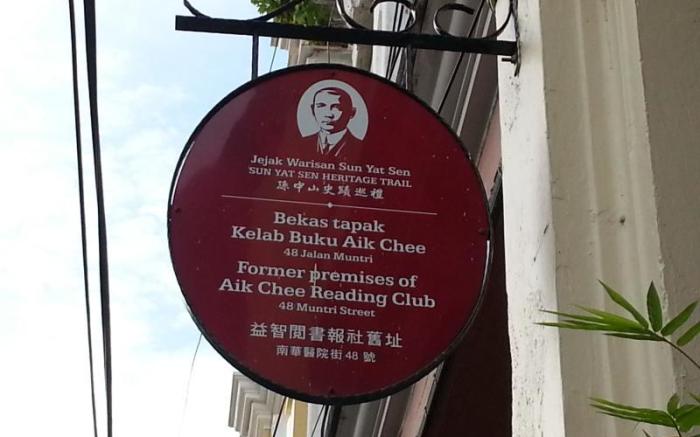 Jejak Warisan Sun Yat Sen
SUN YAT SEN HERITAGE TRAIL
孫中山史蹟巡禮
Bekas tapak
Kelab Buku Aik Chee
48 Jalan Muntri
Former premises of
Aik Chee Reading Club
48 Muntri Street
益智閱書報社舊址
南華醫院街48號